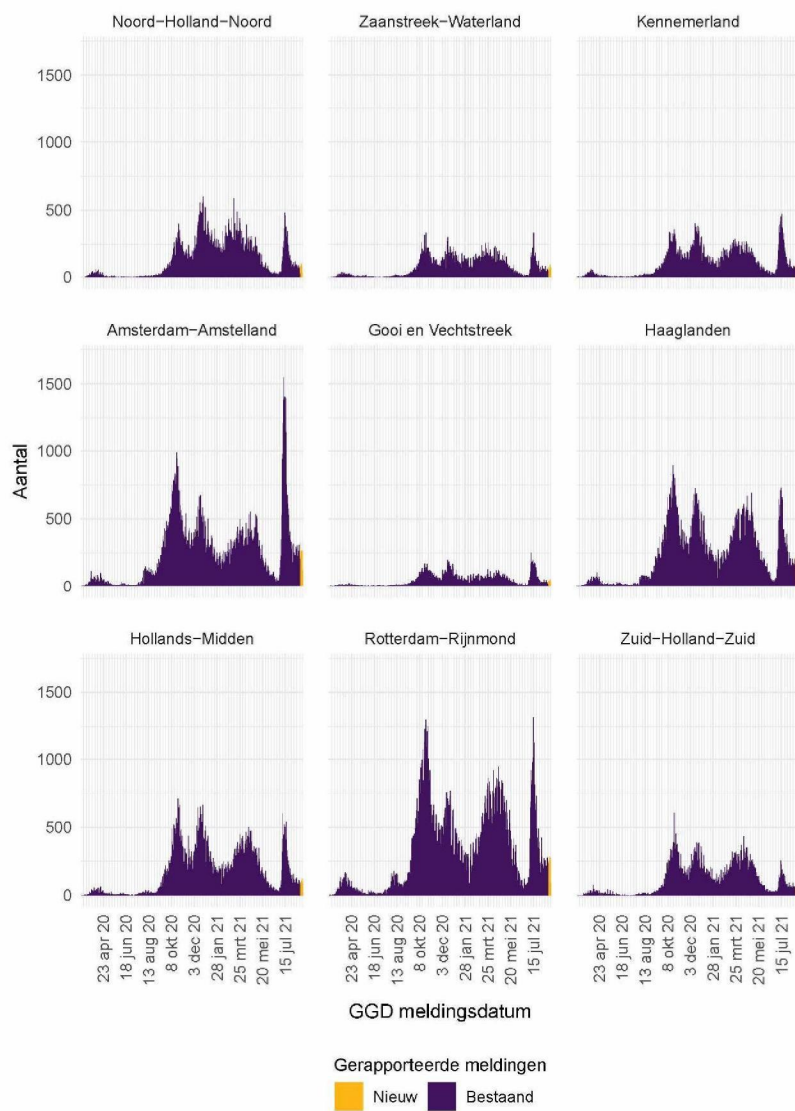 Noord−Holland−Noord
Zaanstreek−Waterland
Kennemerland
1500
1000
500
0
Amsterdam−Amstelland
Gooi en Vechtstreek
Haaglanden
1500
1000
500
0
Aantal
Hollands−Midden
Rotterdam−Rijnmond
Zuid−Holland−Zuid
1500
1000
500
0
23 apr 20
18 jun 20
13 aug 20
8 okt 20
3 dec 20
28 jan 21
25 mrt 21
20 mei 21
15 jul 21
23 apr 20
18 jun 20
13 aug 20
8 okt 20
3 dec 20
28 jan 21
25 mrt 21
20 mei 21
15 jul 21
23 apr 20
18 jun 20
13 aug 20
8 okt 20
3 dec 20
28 jan 21
25 mrt 21
20 mei 21
15 jul 21
GGD meldingsdatum
Gerapporteerde meldingen
Nieuw
Bestaand